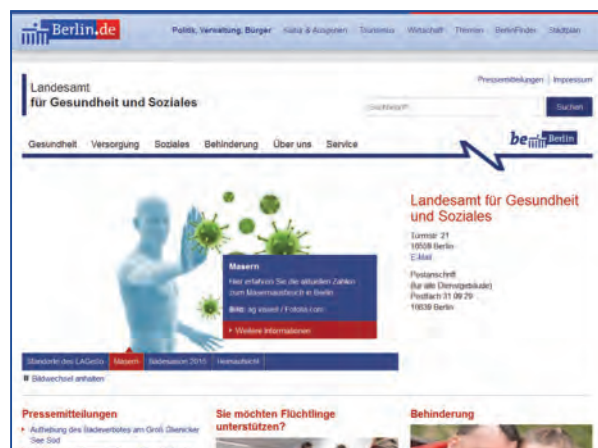 Berlin.de
Politik, Verwaltung, Bürger Kultur & Ausgehen Tourismus Wirtschaft Themen BerlinFinder Stadtplan
Pressemitteilungen | Impressum
Landesamt
für Gesundheit und Soziales
Suchbegriff
Suchen
Gesundheit Versorgung Soziales Behinderung Über uns Service
be Berlin
Landesamt für Gesundheit
und Soziales
Turmstr. 21
10559 Berlin
E-Mail
Postanschrift
(für alle Dienstgebäude)
Postfach 31 09 29
10639 Berlin
Masern
Hier erfahren Sie die aktuellen Zahlen
zum Masernausbruch in Berlin.
Bild: ag visuell / Fotolia.com
Weitere Informationen
Standorte des LAGeSo Masern Badesaison 2015 Heimaufsicht
Bildwechsel anhalten
Pressemitteilungen
Aufhebung des Badeverbotes am Groß Glienicker
See Süd
Sie möchten Flüchtlinge
unterstützen?
Behinderung